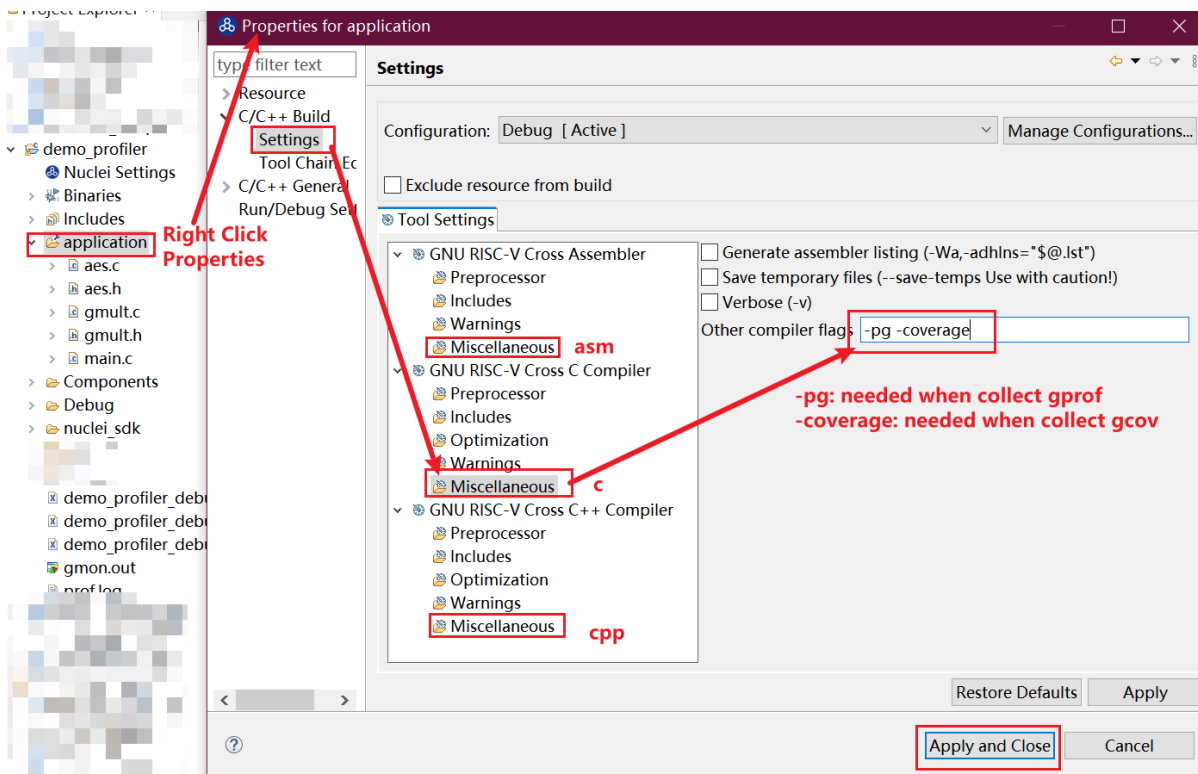 Project Explorer
demo_profiler
Nuclei Settings
Binaries
Includes
application
aes.c
aes.h
gmult.c
gmult.h
main.c
Components
Debug
nuclei_sdk
demo_profiler_debu
demo_profiler_debu
demo_profiler_debu
gmon.out
prof.log
Right Click
Properties
Properties for application
type filter text
Resource
C/C++ Build
Settings
Tool Chain Ec
C/C++ General
Run/Debug Sett
Settings
Configuration: Debug [ Active ]
Manage Configurations...
Exclude resource from build
Tool Settings
GNU RISC-V Cross Assembler
Preprocessor
Includes
Warnings
Miscellaneous asm
GNU RISC-V Cross C Compiler
Preprocessor
Includes
Optimization
Warnings
Miscellaneous c
GNU RISC-V Cross C++ Compiler
Preprocessor
Includes
Optimization
Warnings
Miscellaneous cpp
Generate assembler listing (-Wa,-adhlns="$@.lst")
Save temporary files (--save-temps Use with caution!)
Verbose (-v)
Other compiler flags -pg -coverage
-pg: needed when collect gprof
-coverage: needed when collect gcov
Restore Defaults Apply
Apply and Close Cancel